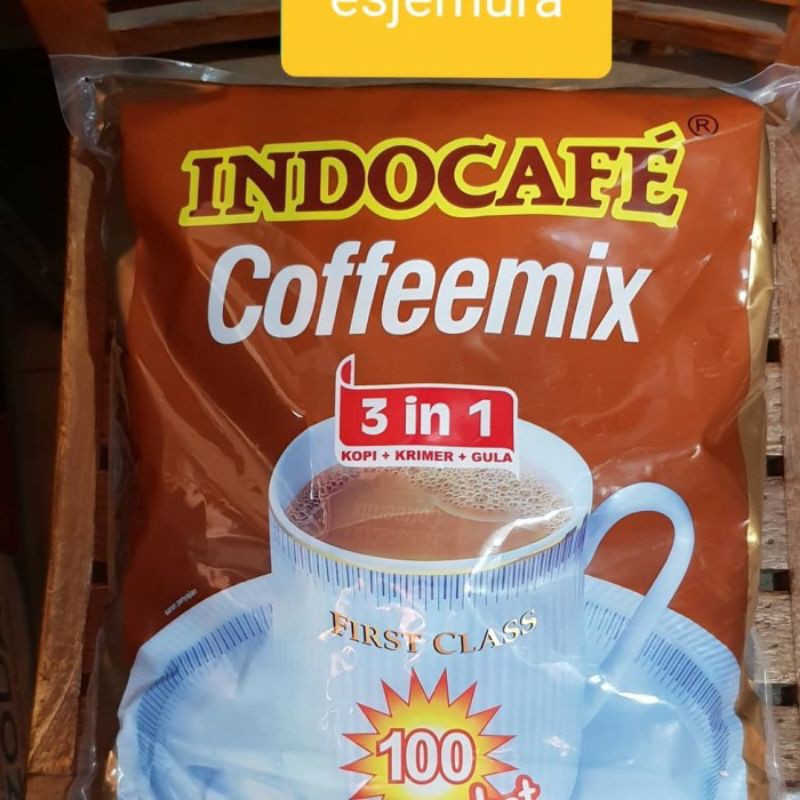 esjemura
INDOCAFÉ®
Coffeemix
3 in 1
KOPI + KRIMER + GULA
FIRST CLASS
100